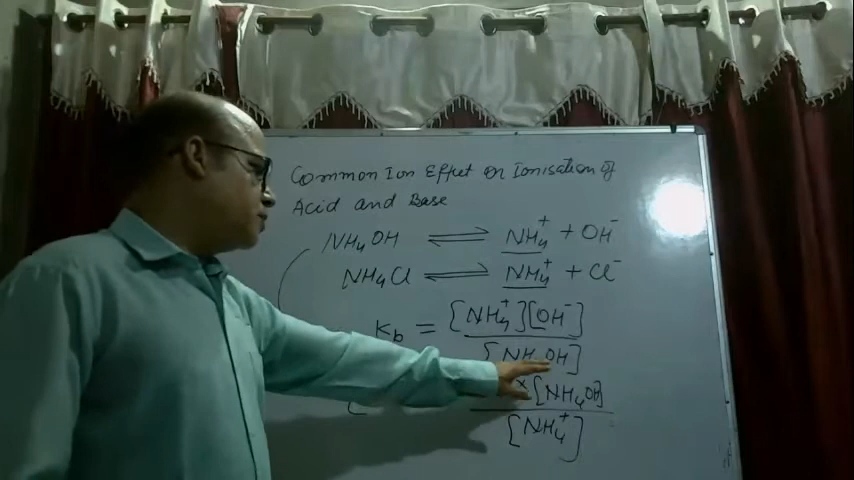 Common Ion Effect on Ionisation of
Acid and Base
NH₄OH ⇌ NH₄⁺ + OH⁻
NH₄Cl ⇌ NH₄⁺ + Cl⁻
K_b = [NH₄⁺][OH⁻]
[NH₄OH]
× [NH₄OH]
[NH₄⁺]